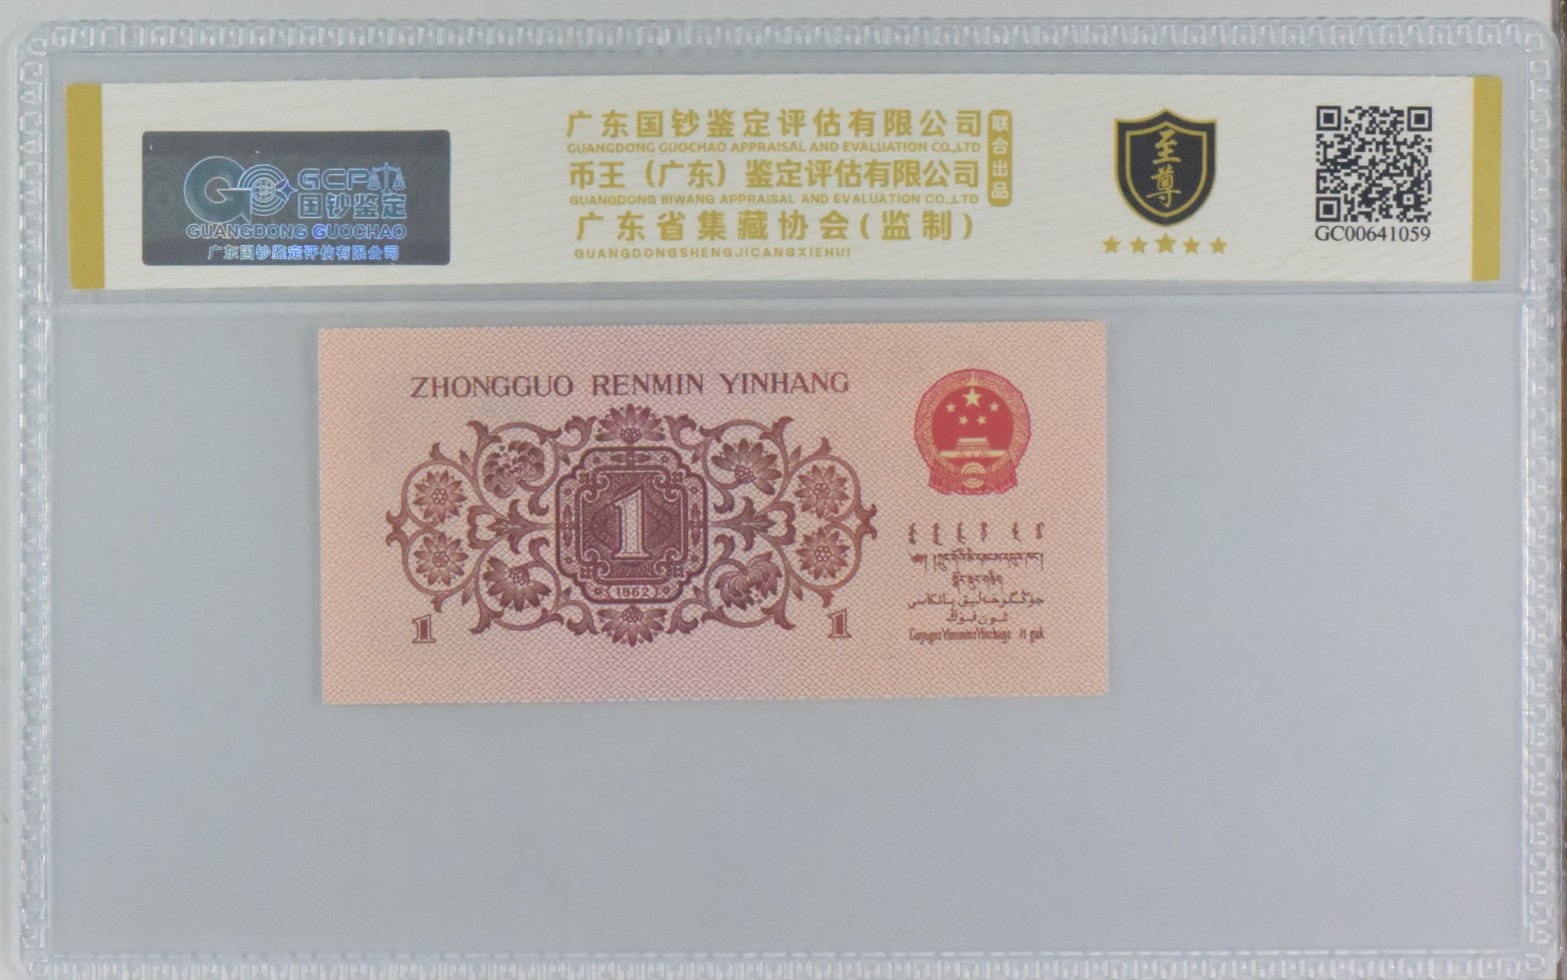 GCP
国钞鉴定
GUANGDONG GUOCHAO
广东国钞鉴定评估有限公司
广东国钞鉴定评估有限公司
GUANGDONG GUOCHAO APPRAISAL AND EVALUATION CO.,LTD
币王（广东）鉴定评估有限公司
GUANGDONG BIWANG APPRAISAL AND EVALUATION CO.,LTD
广东省集藏协会(监制)
GUANGDONGSHENGJICANGXIEHUI
联合出品
至尊
GC00641059
ZHONGGUO RENMIN YINHANG
1
(1962)
1
1
جۇڭگو خەلىق بانكاسى